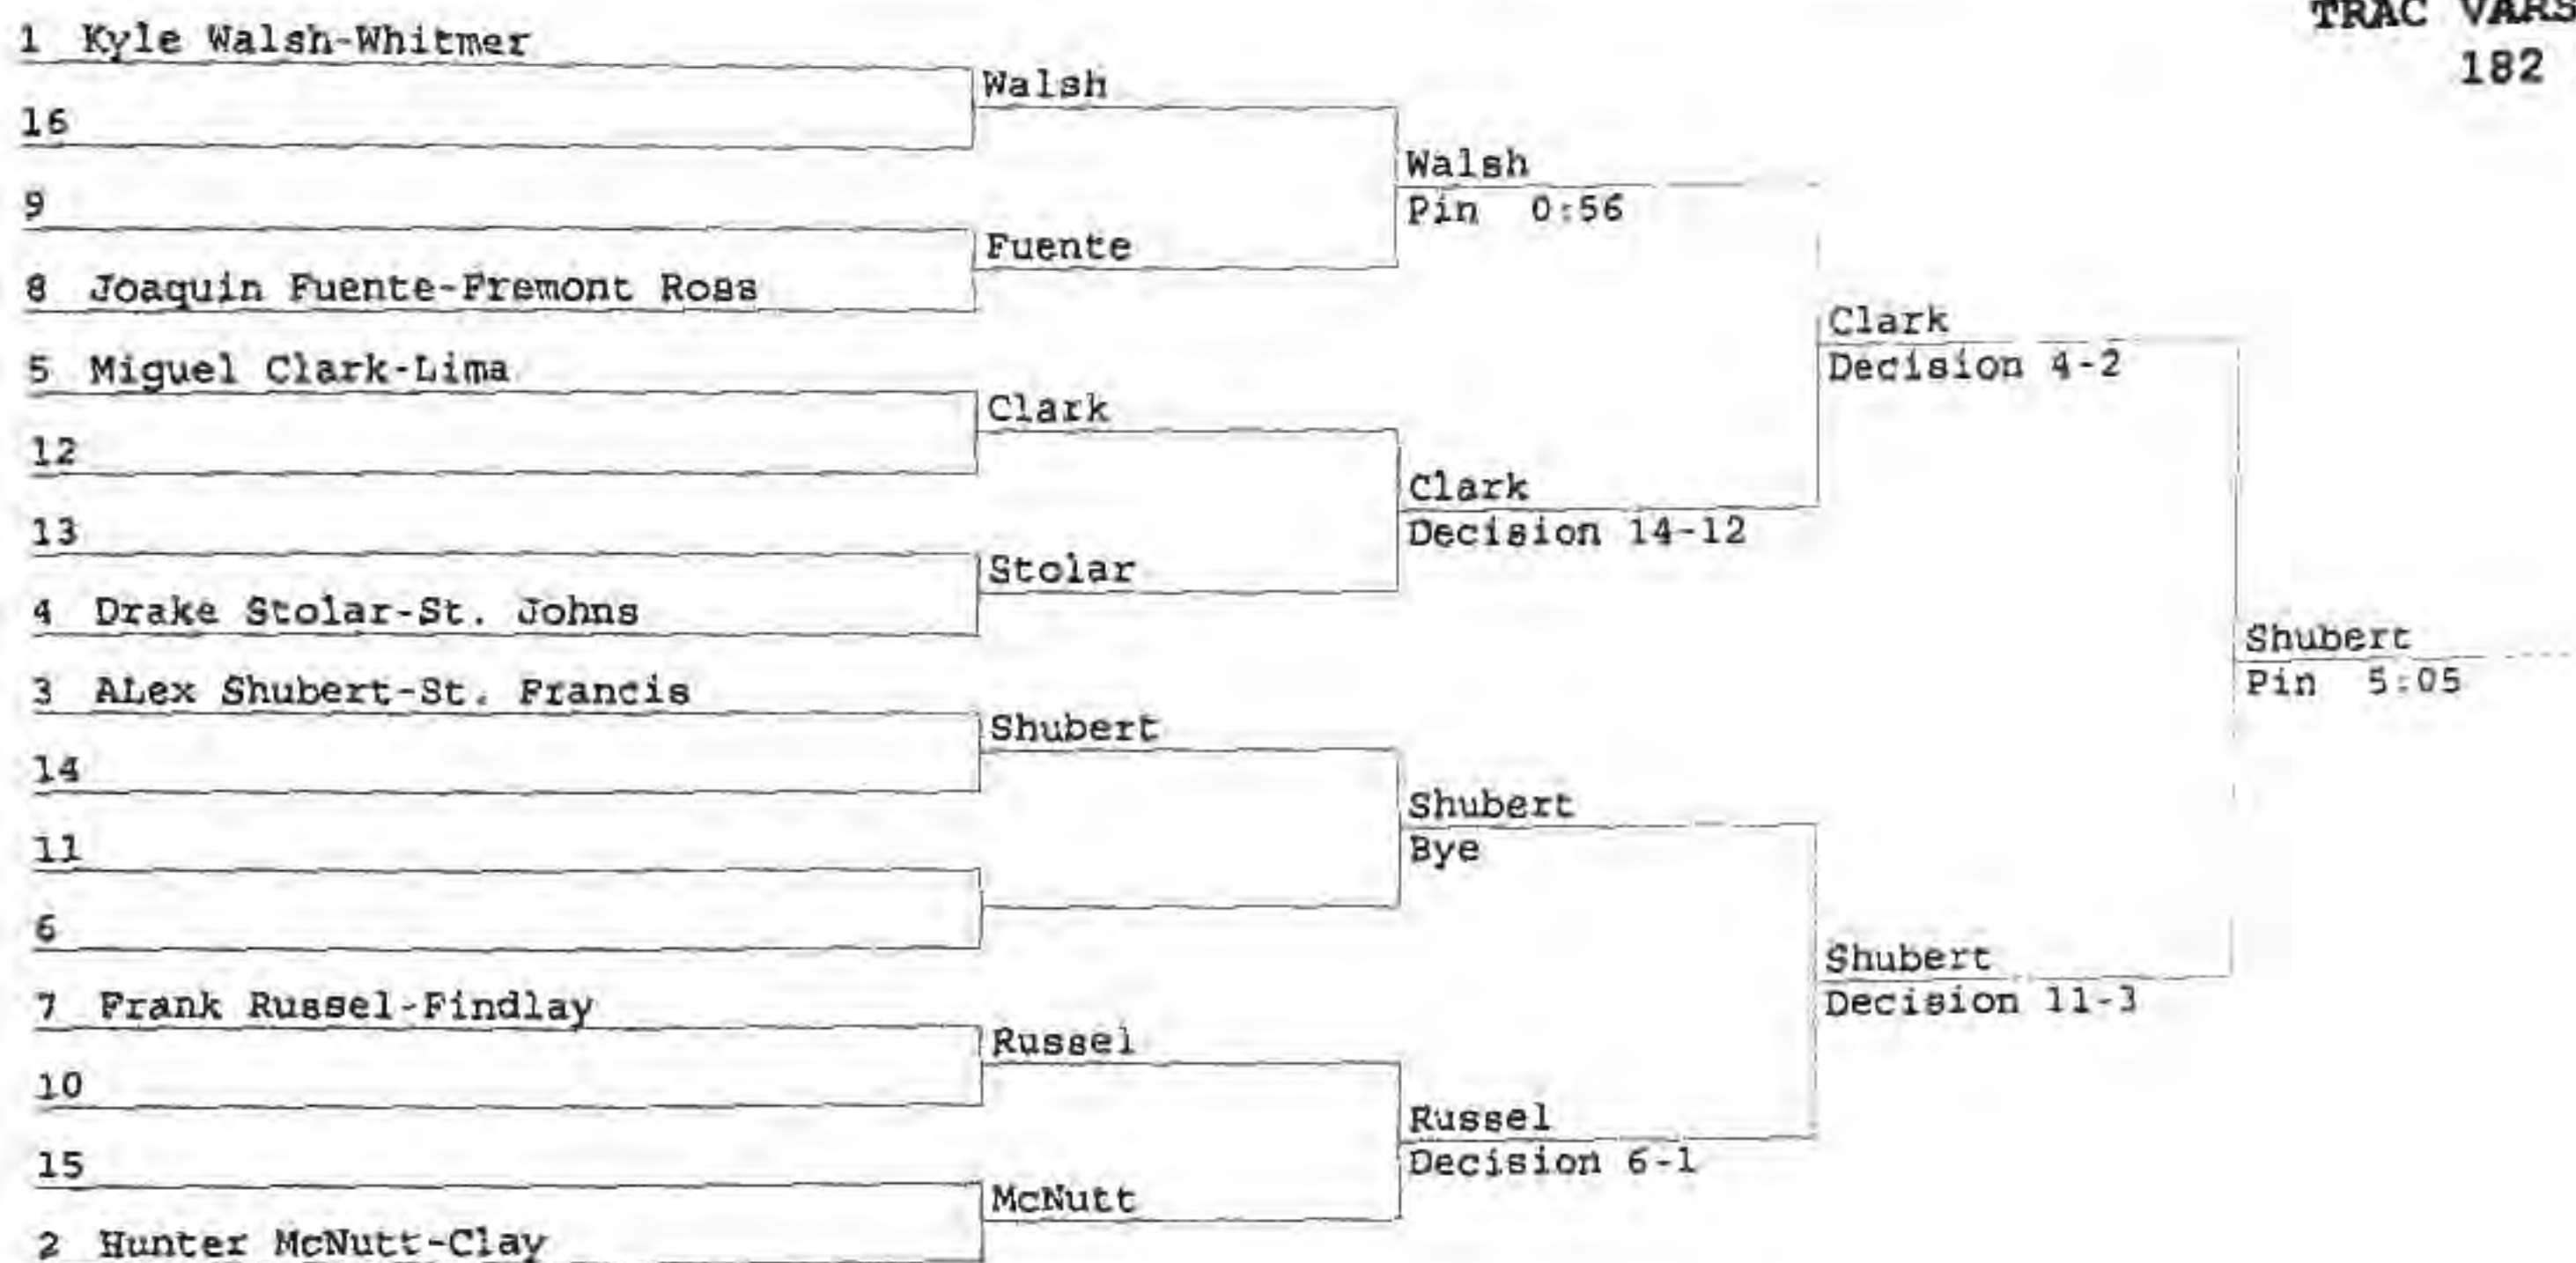 TRAC VARS
182
1 Kyle Walsh-Whitmer
Walsh
16
Walsh
Pin 0:56
9
Fuente
8 Joaquin Fuente-Fremont Ross
Clark
Decision 4-2
5 Miguel Clark-Lima
Clark
12
Clark
Decision 14-12
13
Stolar
4 Drake Stolar-St. Johns
Shubert
Pin 5:05
3 ALex Shubert-St. Francis
Shubert
14
Shubert
Bye
11
6
Shubert
Decision 11-3
7 Frank Russel-Findlay
Russel
10
Russel
Decision 6-1
15
McNutt
2 Hunter McNutt-Clay